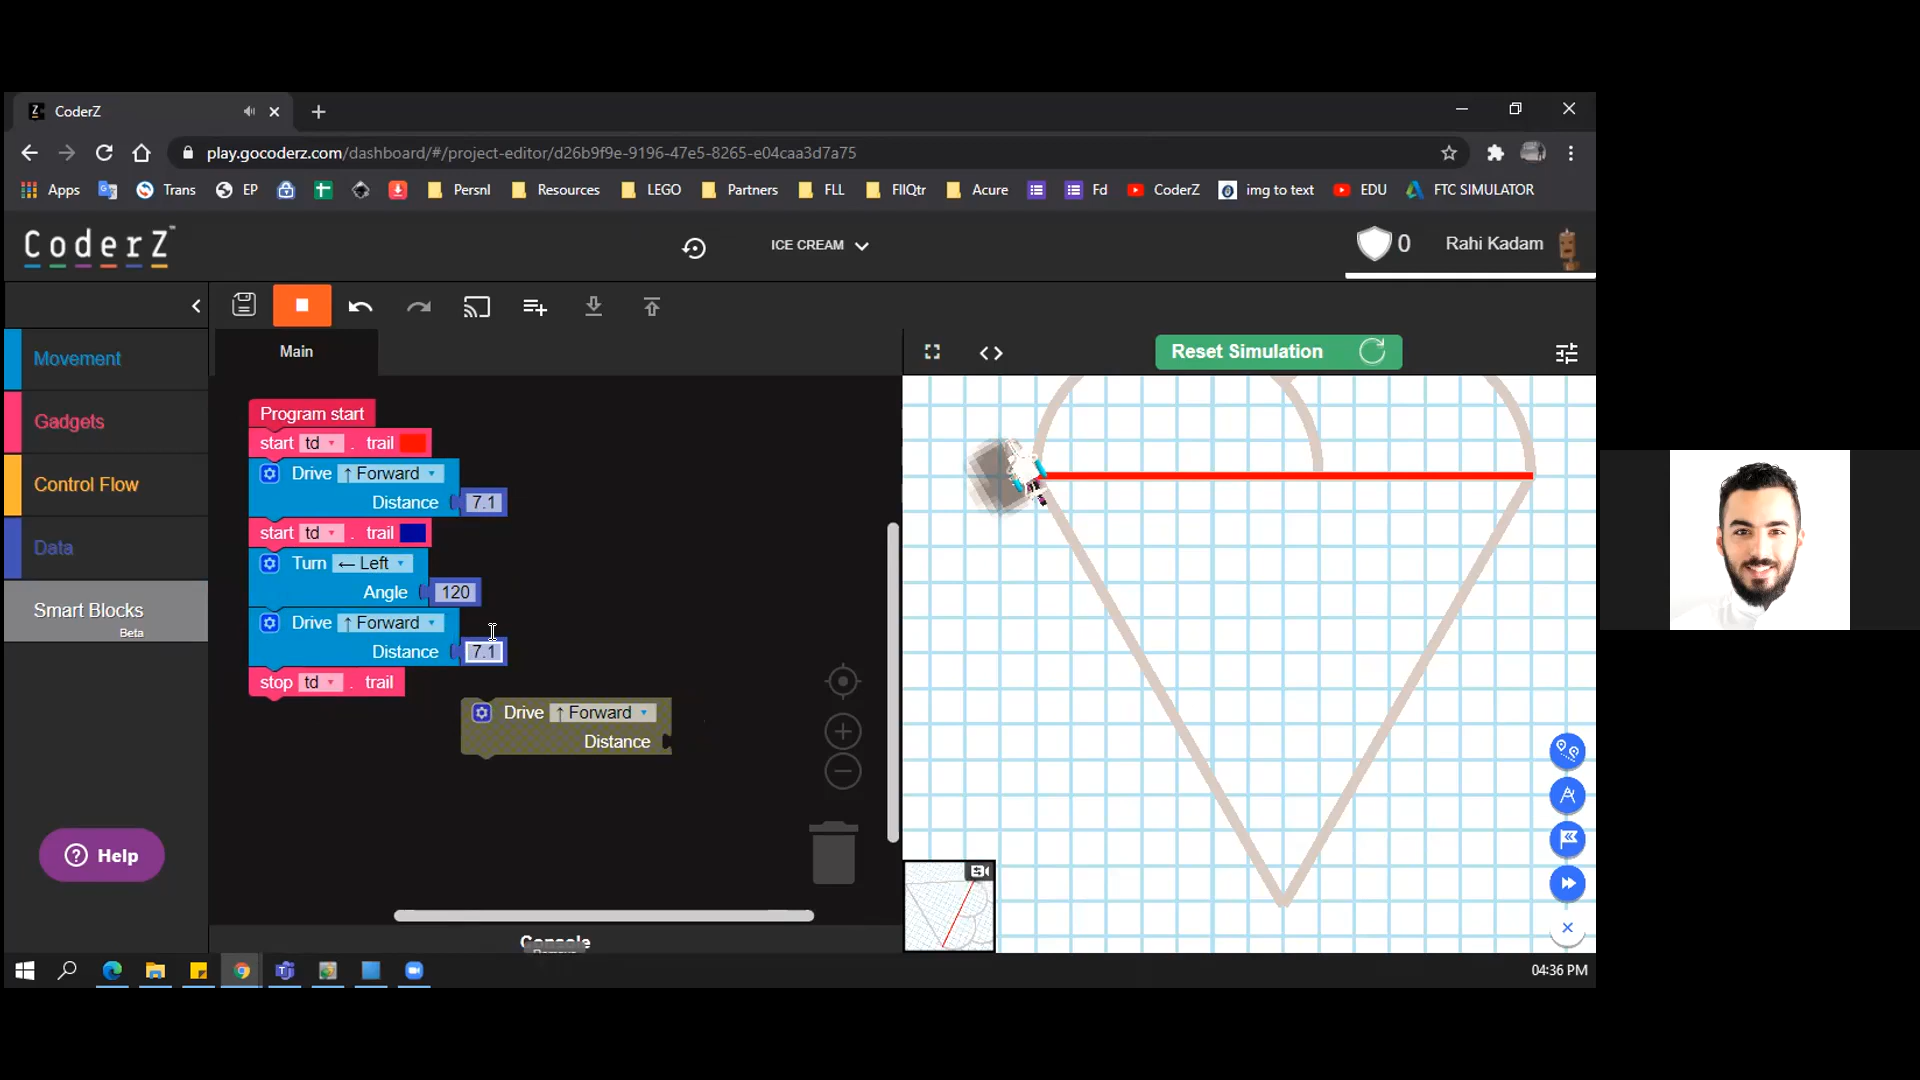 CoderZ
play.gocoderz.com/dashboard/#/project-editor/d26b9f9e-9196-47e5-8265-e04caa3d7a75
Apps Trans EP Persnl Resources LEGO Partners FLL FllQtr Acure Fd CoderZ img to text EDU FTC SIMULATOR
CoderZ
ICE CREAM
0
Rahi Kadam
Movement
Gadgets
Control Flow
Data
Smart Blocks
Beta
Help
Main
Program start
start td . trail
Drive ↑ Forward
Distance 7.1
start td . trail
Turn ← Left
Angle 120
Drive ↑ Forward
Distance 7.1
stop td . trail
Drive ↑ Forward
Distance
Console
Reset Simulation
04:36 PM